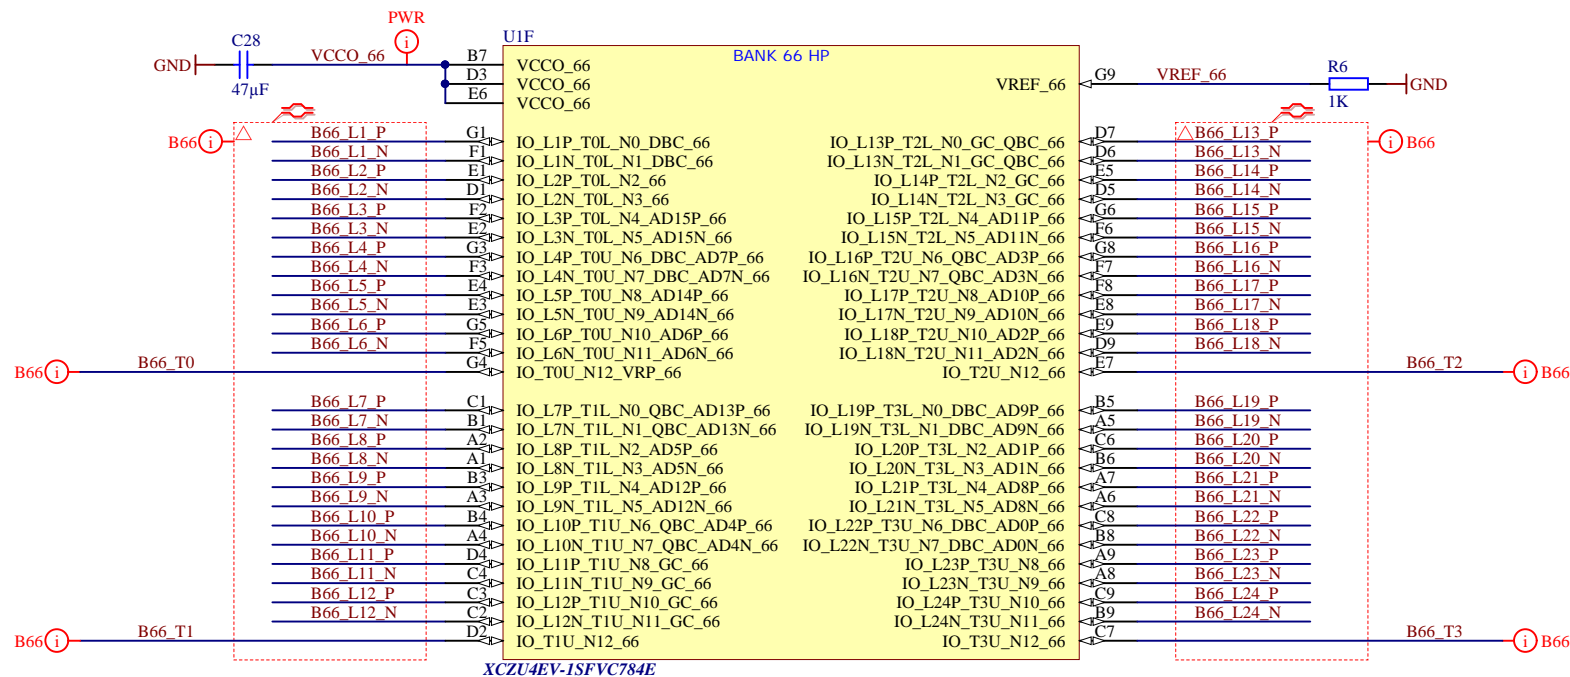 PWR
U1F
C28
GND
VCCO_66
47µF
BANK 66 HP
B7 VCCO_66
D3 VCCO_66
E6 VCCO_66
VREF_66 G9 VREF_66
R6
1K
GND
B66
B66_L1_P G1 IO_L1P_T0L_N0_DBC_66
B66_L1_N F1 IO_L1N_T0L_N1_DBC_66
B66_L2_P E1 IO_L2P_T0L_N2_66
B66_L2_N D1 IO_L2N_T0L_N3_66
B66_L3_P F2 IO_L3P_T0L_N4_AD15P_66
B66_L3_N E2 IO_L3N_T0L_N5_AD15N_66
B66_L4_P G3 IO_L4P_T0U_N6_DBC_AD7P_66
B66_L4_N F3 IO_L4N_T0U_N7_DBC_AD7N_66
B66_L5_P E4 IO_L5P_T0U_N8_AD14P_66
B66_L5_N E3 IO_L5N_T0U_N9_AD14N_66
B66_L6_P G5 IO_L6P_T0U_N10_AD6P_66
B66_L6_N F5 IO_L6N_T0U_N11_AD6N_66
B66 B66_T0 G4 IO_T0U_N12_VRP_66
B66_L7_P C1 IO_L7P_T1L_N0_QBC_AD13P_66
B66_L7_N B1 IO_L7N_T1L_N1_QBC_AD13N_66
B66_L8_P A2 IO_L8P_T1L_N2_AD5P_66
B66_L8_N A1 IO_L8N_T1L_N3_AD5N_66
B66_L9_P B3 IO_L9P_T1L_N4_AD12P_66
B66_L9_N A3 IO_L9N_T1L_N5_AD12N_66
B66_L10_P B4 IO_L10P_T1U_N6_QBC_AD4P_66
B66_L10_N A4 IO_L10N_T1U_N7_QBC_AD4N_66
B66_L11_P D4 IO_L11P_T1U_N8_GC_66
B66_L11_N C4 IO_L11N_T1U_N9_GC_66
B66_L12_P C3 IO_L12P_T1U_N10_GC_66
B66_L12_N C2 IO_L12N_T1U_N11_GC_66
B66 B66_T1 D2 IO_T1U_N12_66
IO_L13P_T2L_N0_GC_QBC_66 D7 B66_L13_P
B66
IO_L13N_T2L_N1_GC_QBC_66 D6 B66_L13_N
IO_L14P_T2L_N2_GC_66 E5 B66_L14_P
IO_L14N_T2L_N3_GC_66 D5 B66_L14_N
IO_L15P_T2L_N4_AD11P_66 G6 B66_L15_P
IO_L15N_T2L_N5_AD11N_66 F6 B66_L15_N
IO_L16P_T2U_N6_QBC_AD3P_66 G8 B66_L16_P
IO_L16N_T2U_N7_QBC_AD3N_66 F7 B66_L16_N
IO_L17P_T2U_N8_AD10P_66 F8 B66_L17_P
IO_L17N_T2U_N9_AD10N_66 E8 B66_L17_N
IO_L18P_T2U_N10_AD2P_66 E9 B66_L18_P
IO_L18N_T2U_N11_AD2N_66 D9 B66_L18_N
IO_T2U_N12_66 E7 B66_T2 B66
IO_L19P_T3L_N0_DBC_AD9P_66 B5 B66_L19_P
IO_L19N_T3L_N1_DBC_AD9N_66 A5 B66_L19_N
IO_L20P_T3L_N2_AD1P_66 C6 B66_L20_P
IO_L20N_T3L_N3_AD1N_66 B6 B66_L20_N
IO_L21P_T3L_N4_AD8P_66 A7 B66_L21_P
IO_L21N_T3L_N5_AD8N_66 A6 B66_L21_N
IO_L22P_T3U_N6_DBC_AD0P_66 C8 B66_L22_P
IO_L22N_T3U_N7_DBC_AD0N_66 B8 B66_L22_N
IO_L23P_T3U_N8_66 A9 B66_L23_P
IO_L23N_T3U_N9_66 A8 B66_L23_N
IO_L24P_T3U_N10_66 C9 B66_L24_P
IO_L24N_T3U_N11_66 B9 B66_L24_N
IO_T3U_N12_66 C7 B66_T3 B66
XCZU4EV-1SFVC784E